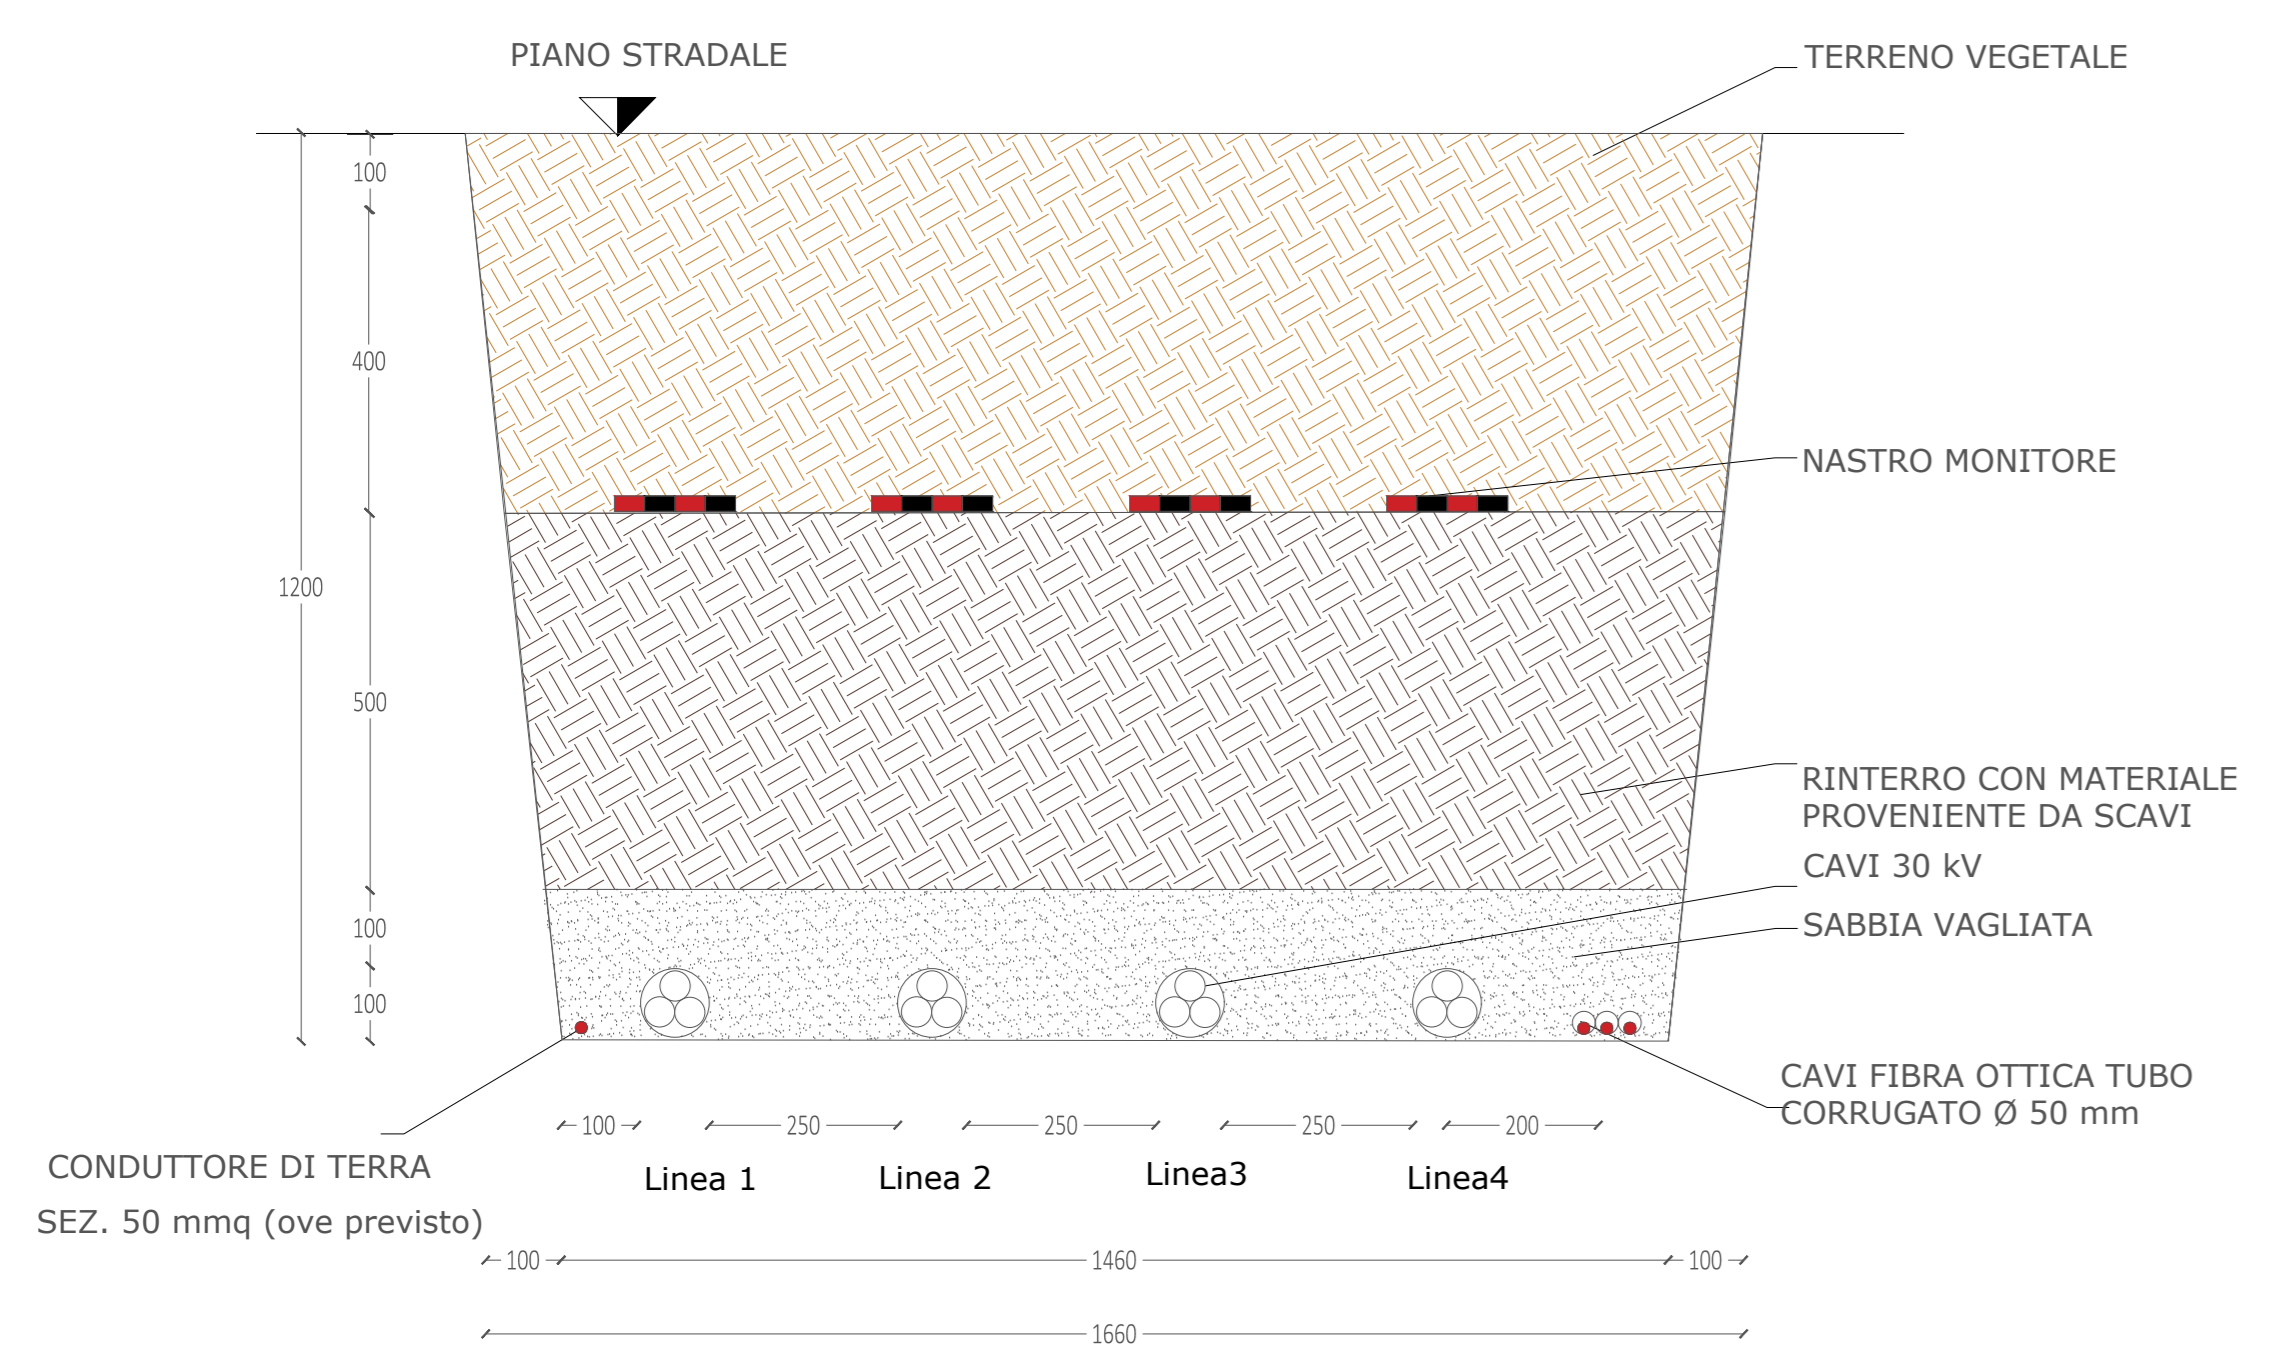 PIANO STRADALE
TERRENO VEGETALE
100
400
NASTRO MONITORE
1200
500
RINTERRO CON MATERIALE
PROVENIENTE DA SCAVI
CAVI 30 kV
SABBIA VAGLIATA
100
100
CAVI FIBRA OTTICA TUBO
CORRUGATO Ø 50 mm
100 250 250 250 200
CONDUTTORE DI TERRA
SEZ. 50 mmq (ove previsto)
Linea 1 Linea 2 Linea3 Linea4
100 1460 100
1660